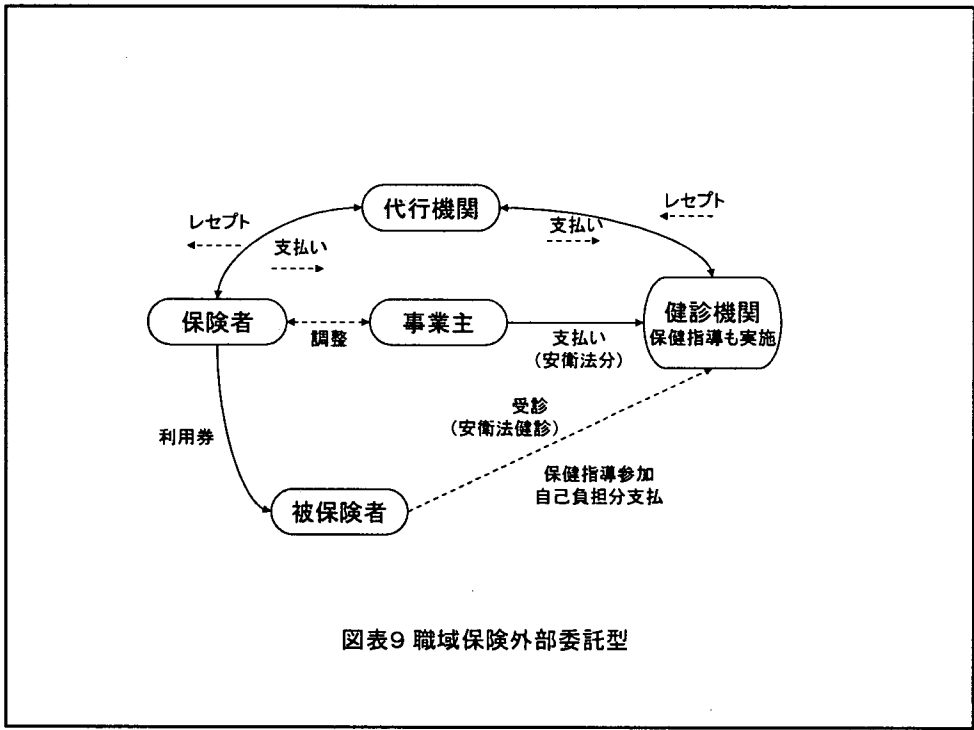 代行機関
レセプト
支払い
支払い
レセプト
保険者
調整
事業主
支払い
(安衛法分)
健診機関
保健指導も実施
利用券
受診
(安衛法健診)
保健指導参加
自己負担分支払
被保険者
図表9 職域保険外部委託型